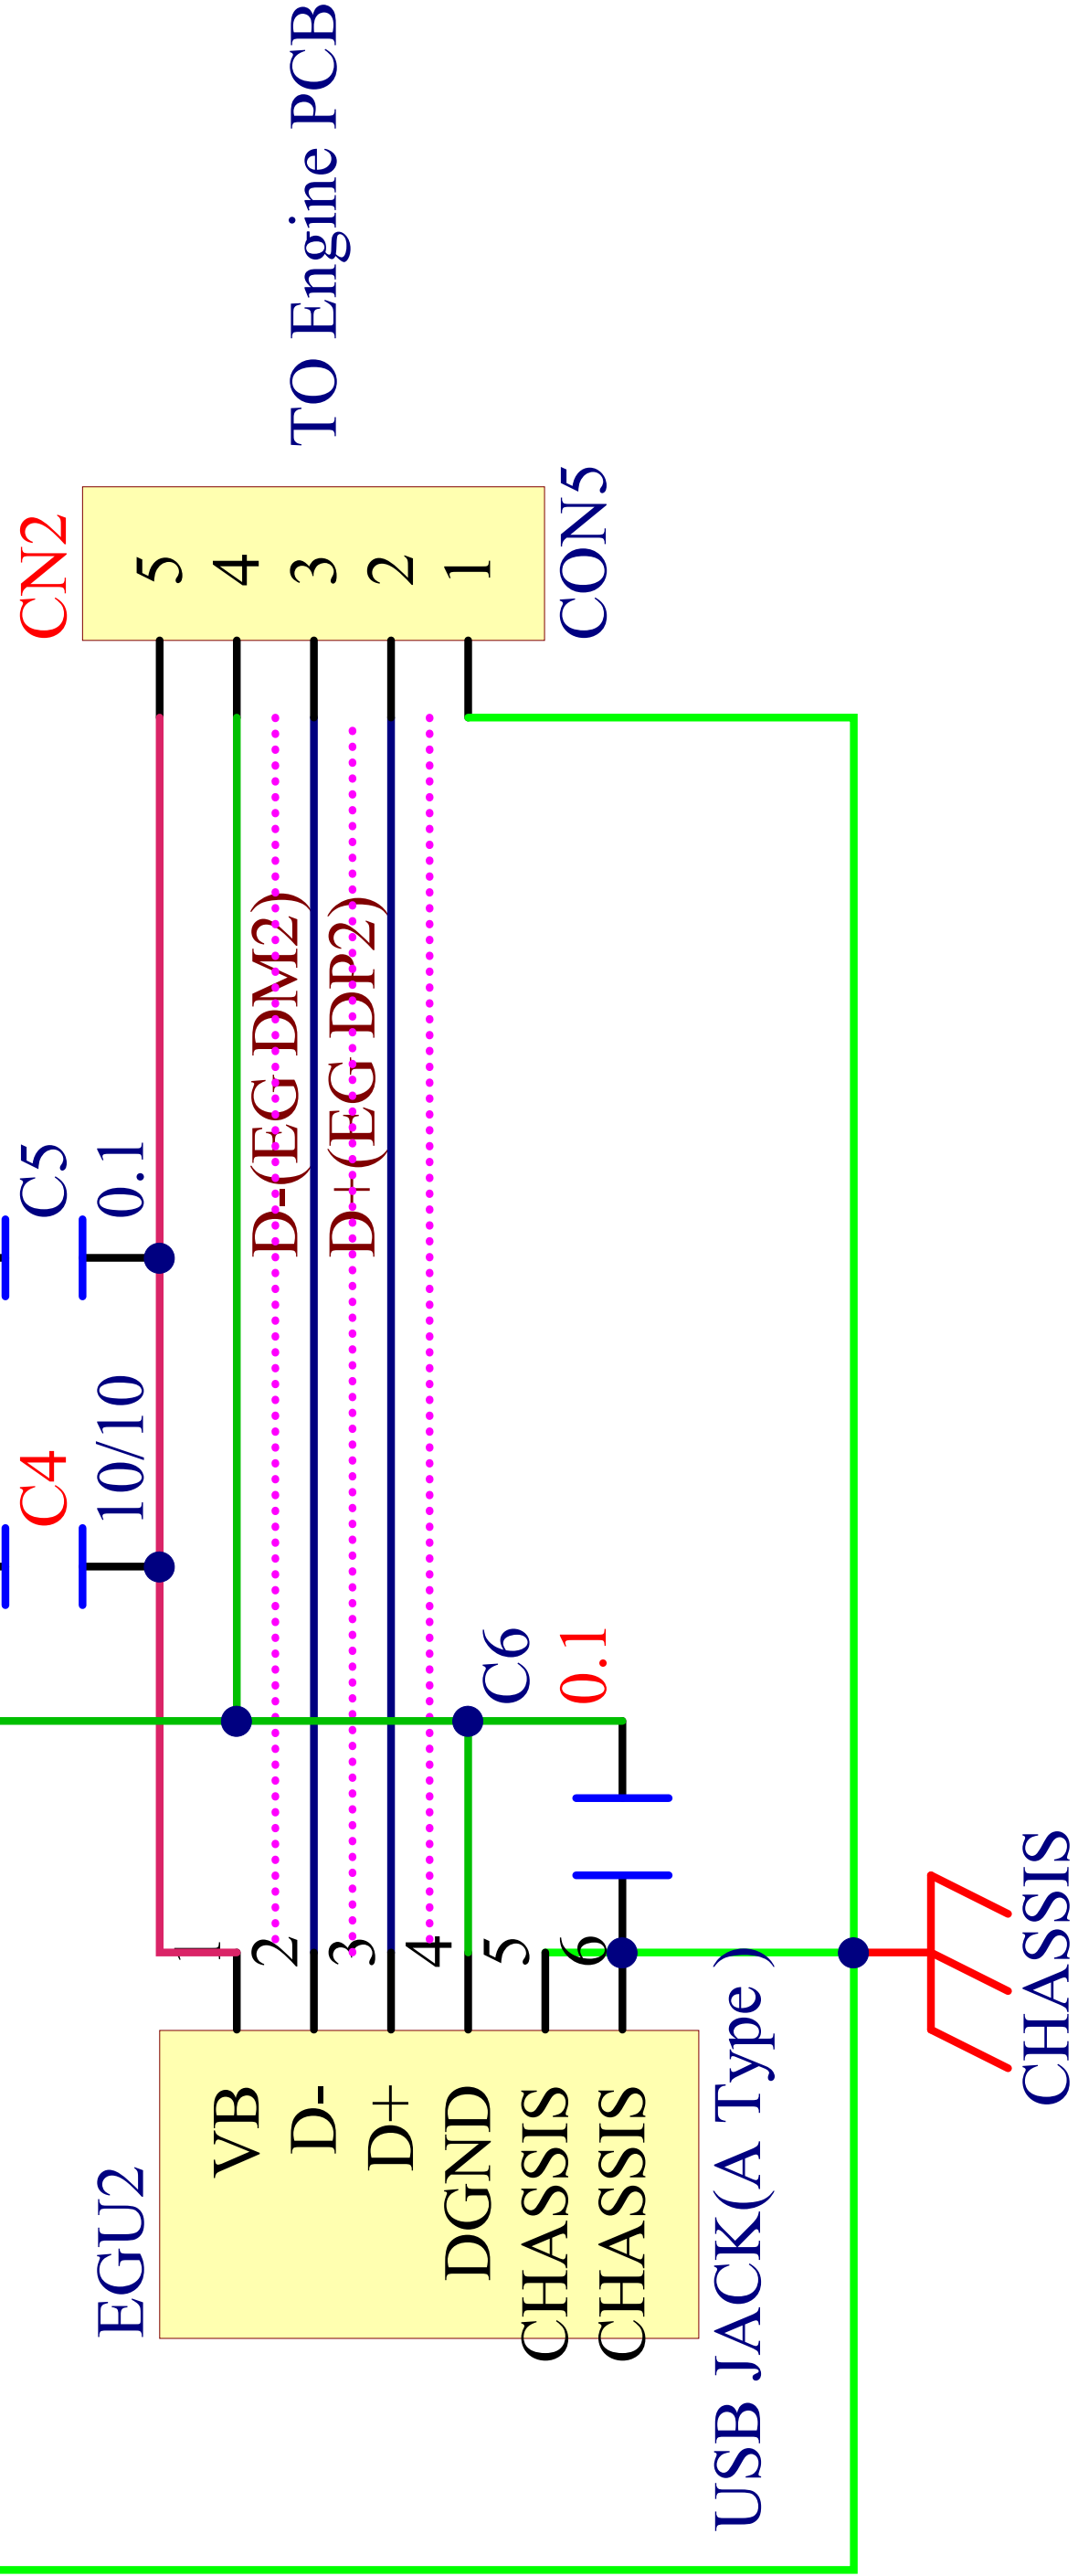 TO Engine PCB
CN2
5
4
3
2
1
CON5
D-(EG DM2)
D+(EG DP2)
C5
0.1
C4
10/10
C6
0.1
1
2
3
4
5
6
VB
D-
D+
DGND
CHASSIS
CHASSIS
EGU2
USB JACK(A Type )
CHASSIS